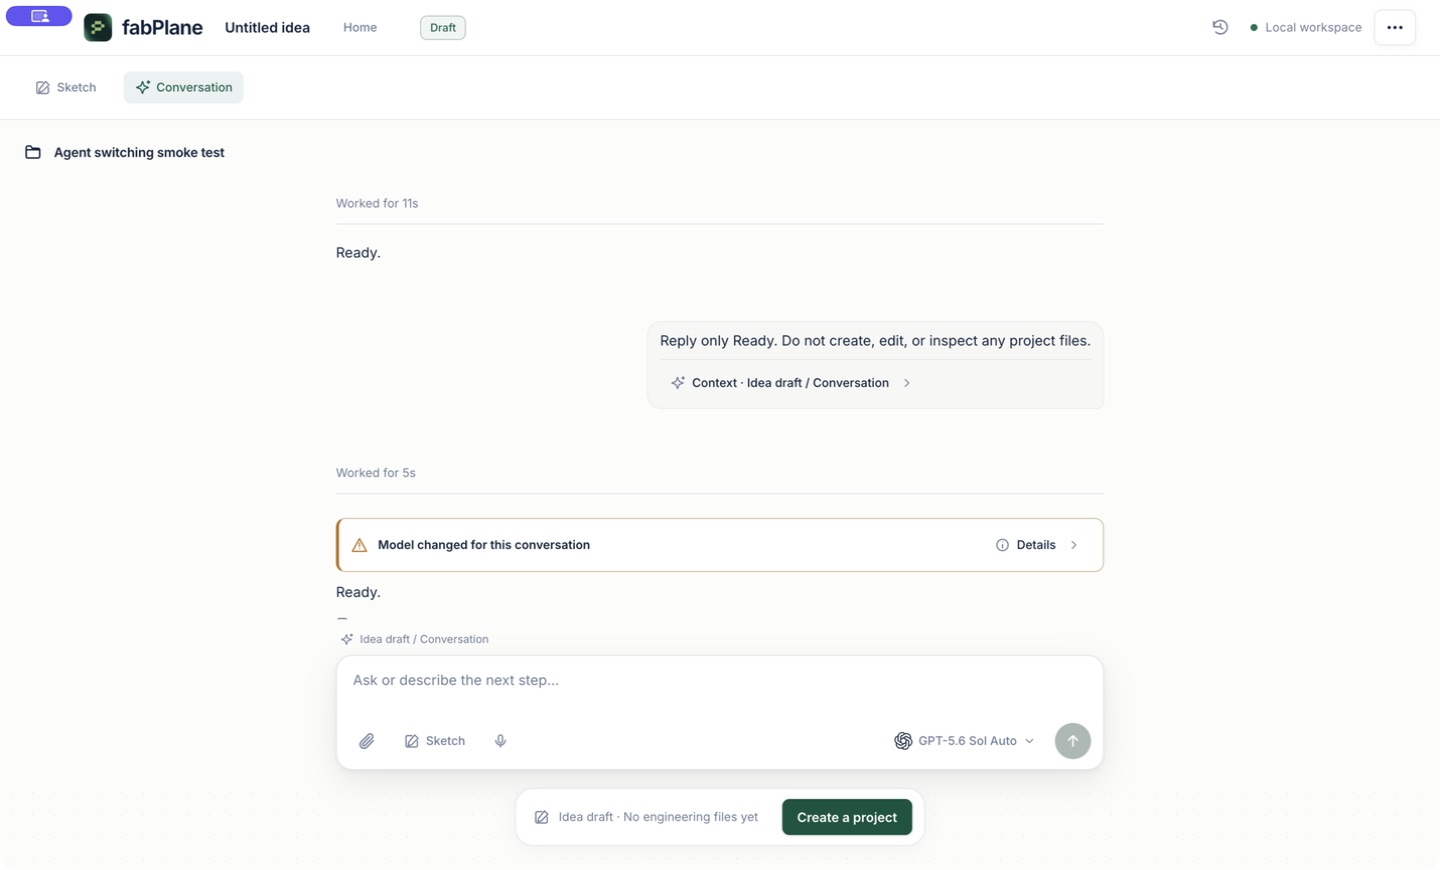 fabPlane
Untitled idea
Home
Draft
Local workspace
Sketch
Conversation
Agent switching smoke test
Worked for 11s
Ready.
Reply only Ready. Do not create, edit, or inspect any project files.
Context · Idea draft / Conversation
Worked for 5s
Model changed for this conversation
Details
Ready.
Idea draft / Conversation
Ask or describe the next step...
Sketch
GPT-5.6 Sol Auto
Idea draft · No engineering files yet
Create a project